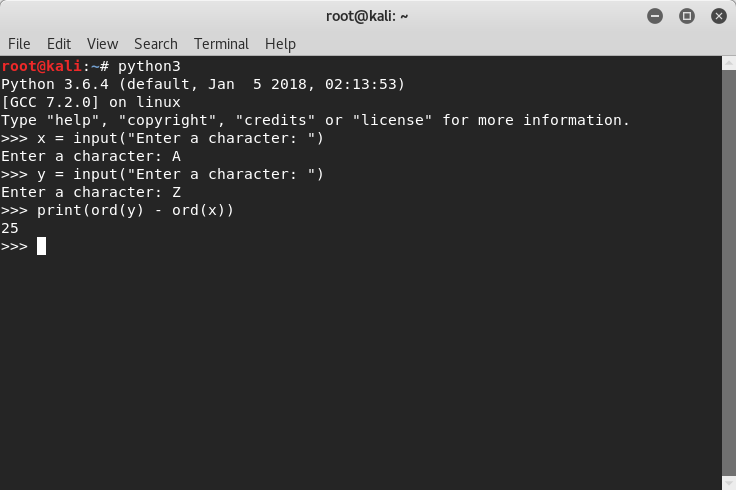 root@kali: ~
File Edit View Search Terminal Help
root@kali:~# python3
Python 3.6.4 (default, Jan  5 2018, 02:13:53)
[GCC 7.2.0] on linux
Type "help", "copyright", "credits" or "license" for more information.
>>> x = input("Enter a character: ")
Enter a character: A
>>> y = input("Enter a character: ")
Enter a character: Z
>>> print(ord(y) - ord(x))
25
>>>